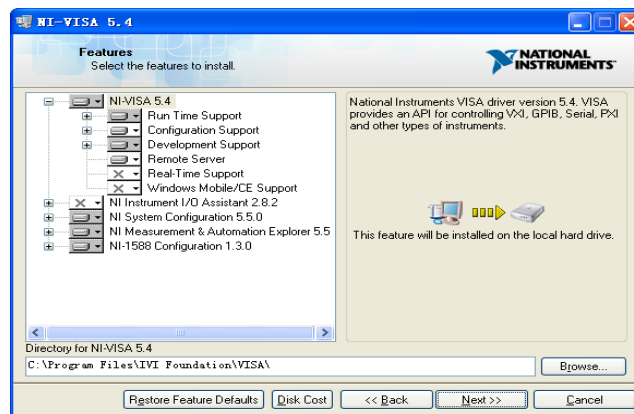 NI-VISA 5.4
Features
Select the features to install.
NATIONAL
INSTRUMENTS
NI-VISA 5.4
Run Time Support
Configuration Support
Development Support
Remote Server
Real-Time Support
Windows Mobile/CE Support
NI Instrument I/O Assistant 2.8.2
NI System Configuration 5.5.0
NI Measurement & Automation Explorer 5.5
NI-1588 Configuration 1.3.0
National Instruments VISA driver version 5.4. VISA
provides an API for controlling VXI, GPIB, Serial, PXI
and other types of instruments.
This feature will be installed on the local hard drive.
Directory for NI-VISA 5.4
C:\Program Files\IVI Foundation\VISA\
Browse...
Restore Feature Defaults
Disk Cost
<< Back
Next >>
Cancel